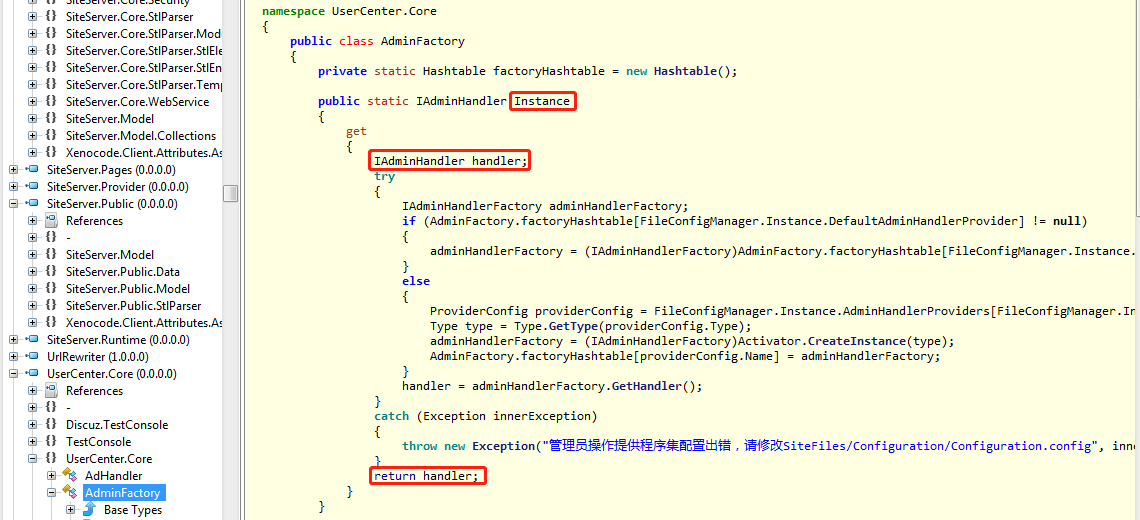 SiteServer.Core.Security
SiteServer.Core.StlParser
SiteServer.Core.StlParser.Mod
SiteServer.Core.StlParser.StlEle
SiteServer.Core.StlParser.StlEn
SiteServer.Core.StlParser.Temp
SiteServer.Core.WebService
SiteServer.Model
SiteServer.Model.Collections
Xenocode.Client.Attributes.As
SiteServer.Pages (0.0.0.0)
SiteServer.Provider (0.0.0.0)
SiteServer.Public (0.0.0.0)
References
-
SiteServer.Model
SiteServer.Public.Data
SiteServer.Public.Model
SiteServer.Public.StlParser
Xenocode.Client.Attributes.As
SiteServer.Runtime (0.0.0.0)
UrlRewriter (1.0.0.0)
UserCenter.Core (0.0.0.0)
References
-
Discuz.TestConsole
TestConsole
UserCenter.Core
AdHandler
AdminFactory
Base Types
namespace UserCenter.Core
{
public class AdminFactory
{
private static Hashtable factoryHashtable = new Hashtable();
public static IAdminHandler Instance
{
get
{
IAdminHandler handler;
try
{
IAdminHandlerFactory adminHandlerFactory;
if (AdminFactory.factoryHashtable[FileConfigManager.Instance.DefaultAdminHandlerProvider] != null)
{
adminHandlerFactory = (IAdminHandlerFactory)AdminFactory.factoryHashtable[FileConfigManager.Instance.
}
else
{
ProviderConfig providerConfig = FileConfigManager.Instance.AdminHandlerProviders[FileConfigManager.In
Type type = Type.GetType(providerConfig.Type);
adminHandlerFactory = (IAdminHandlerFactory)Activator.CreateInstance(type);
AdminFactory.factoryHashtable[providerConfig.Name] = adminHandlerFactory;
}
handler = adminHandlerFactory.GetHandler();
}
catch (Exception innerException)
{
throw new Exception("管理员操作提供程序集配置出错，请修改SiteFiles/Configuration/Configuration.config", inne
}
return handler;
}
}